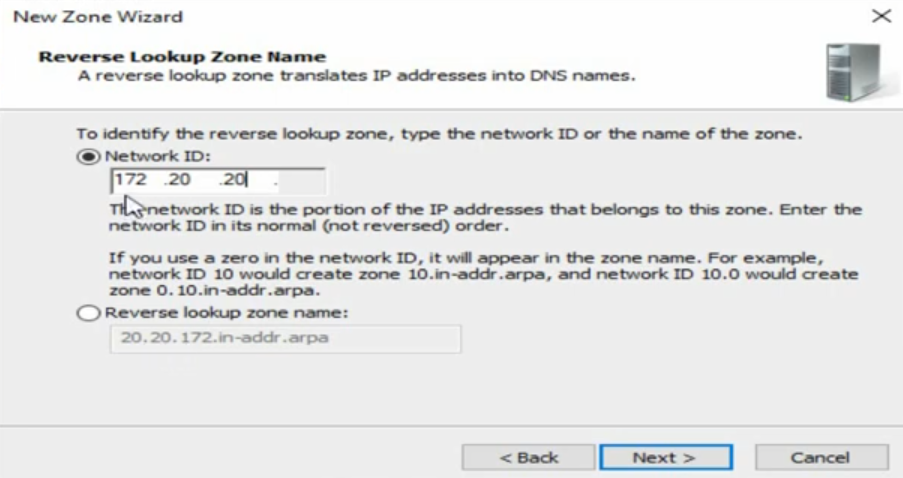 New Zone Wizard
Reverse Lookup Zone Name
A reverse lookup zone translates IP addresses into DNS names.
To identify the reverse lookup zone, type the network ID or the name of the zone.
Network ID:
172 .20 .20 .
The network ID is the portion of the IP addresses that belongs to this zone. Enter the
network ID in its normal (not reversed) order.
If you use a zero in the network ID, it will appear in the zone name. For example,
network ID 10 would create zone 10.in-addr.arpa, and network ID 10.0 would create
zone 0.10.in-addr.arpa.
Reverse lookup zone name:
20.20.172.in-addr.arpa
< Back
Next >
Cancel